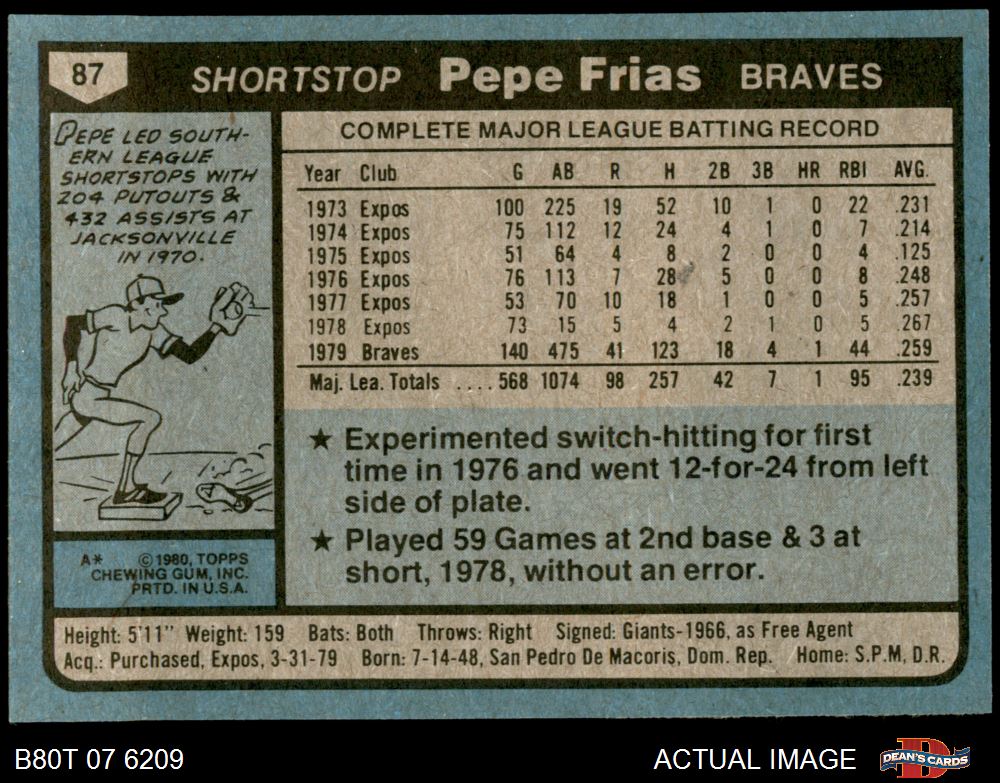 87 SHORTSTOP Pepe Frias BRAVES
PEPE LED SOUTH-
ERN LEAGUE
SHORTSTOPS WITH
204 PUTOUTS &
432 ASSISTS AT
JACKSONVILLE
IN 1970.
A* © 1980, TOPPS
CHEWING GUM, INC.
PRTD. IN U.S.A.
COMPLETE MAJOR LEAGUE BATTING RECORD
Year Club G AB R H 2B 3B HR RBI AVG.
1973 Expos 100 225 19 52 10 1 0 22 .231
1974 Expos 75 112 12 24 4 1 0 7 .214
1975 Expos 51 64 4 8 2 0 0 4 .125
1976 Expos 76 113 7 28 5 0 0 8 .248
1977 Expos 53 70 10 18 1 0 0 5 .257
1978 Expos 73 15 5 4 2 1 0 5 .267
1979 Braves 140 475 41 123 18 4 1 44 .259
Maj. Lea. Totals .... 568 1074 98 257 42 7 1 95 .239
★ Experimented switch-hitting for first
time in 1976 and went 12-for-24 from left
side of plate.
★ Played 59 Games at 2nd base & 3 at
short, 1978, without an error.
Height: 5'11" Weight: 159 Bats: Both Throws: Right Signed: Giants-1966, as Free Agent
Acq.: Purchased, Expos, 3-31-79 Born: 7-14-48, San Pedro De Macoris, Dom. Rep. Home: S.P.M, D.R.
B80T 07 6209 ACTUAL IMAGE DEAN'S CARDS